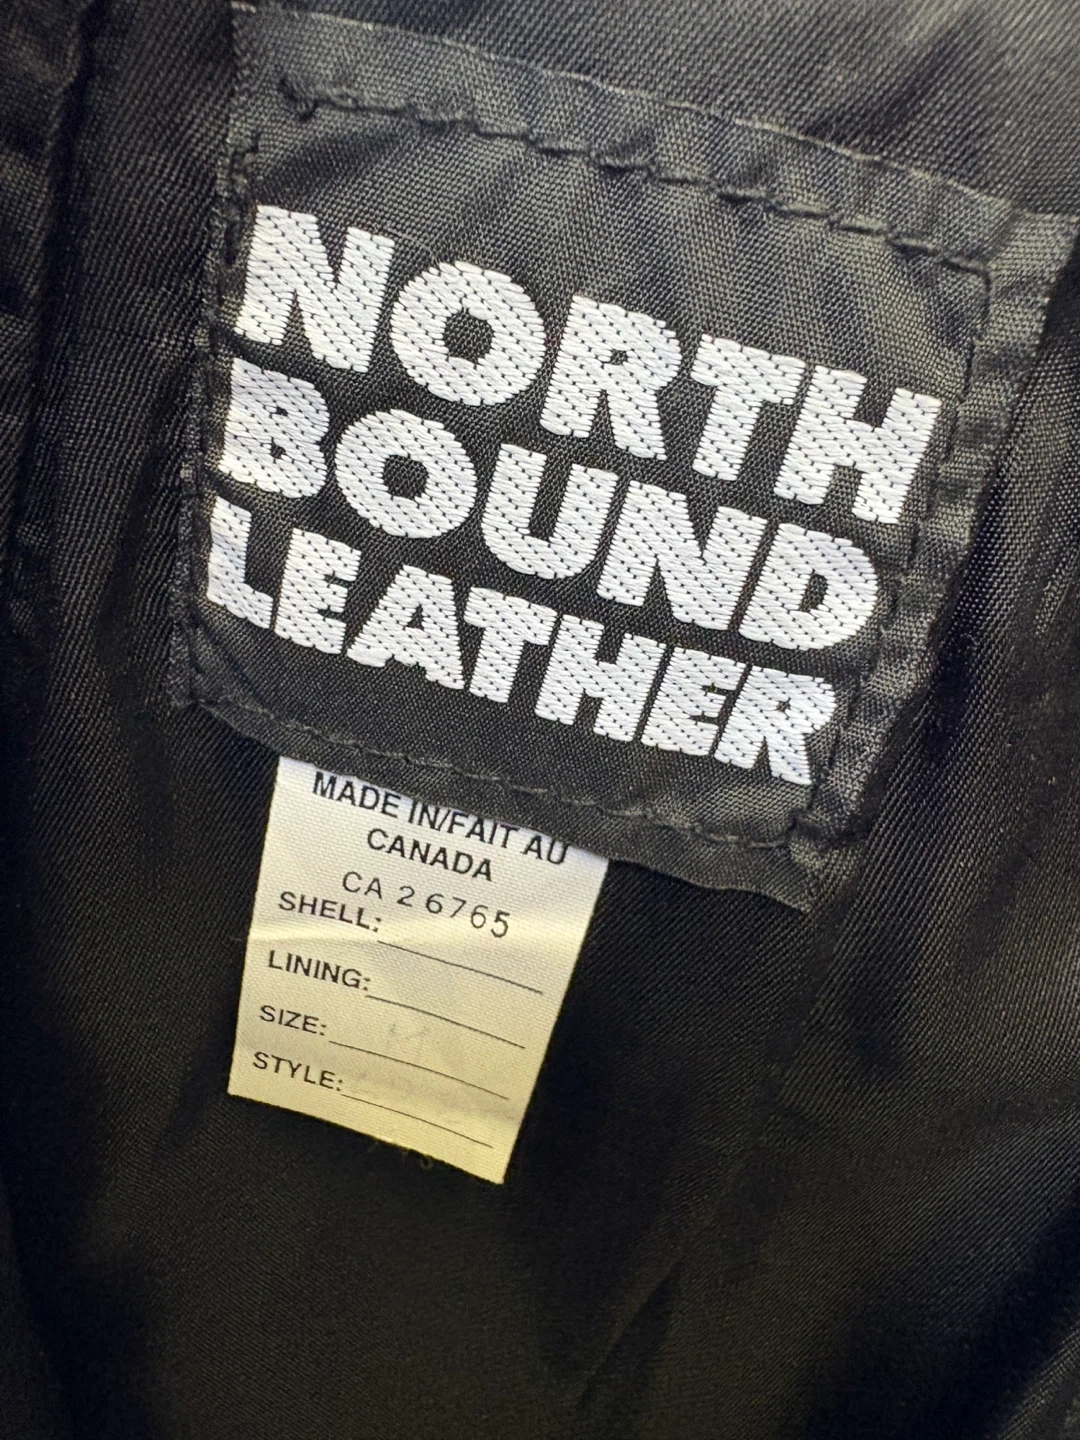 NORTH
BOUND
LEATHER
MADE IN/FAIT AU
CANADA
CA 26765
SHELL:
LINING:
SIZE:
STYLE: